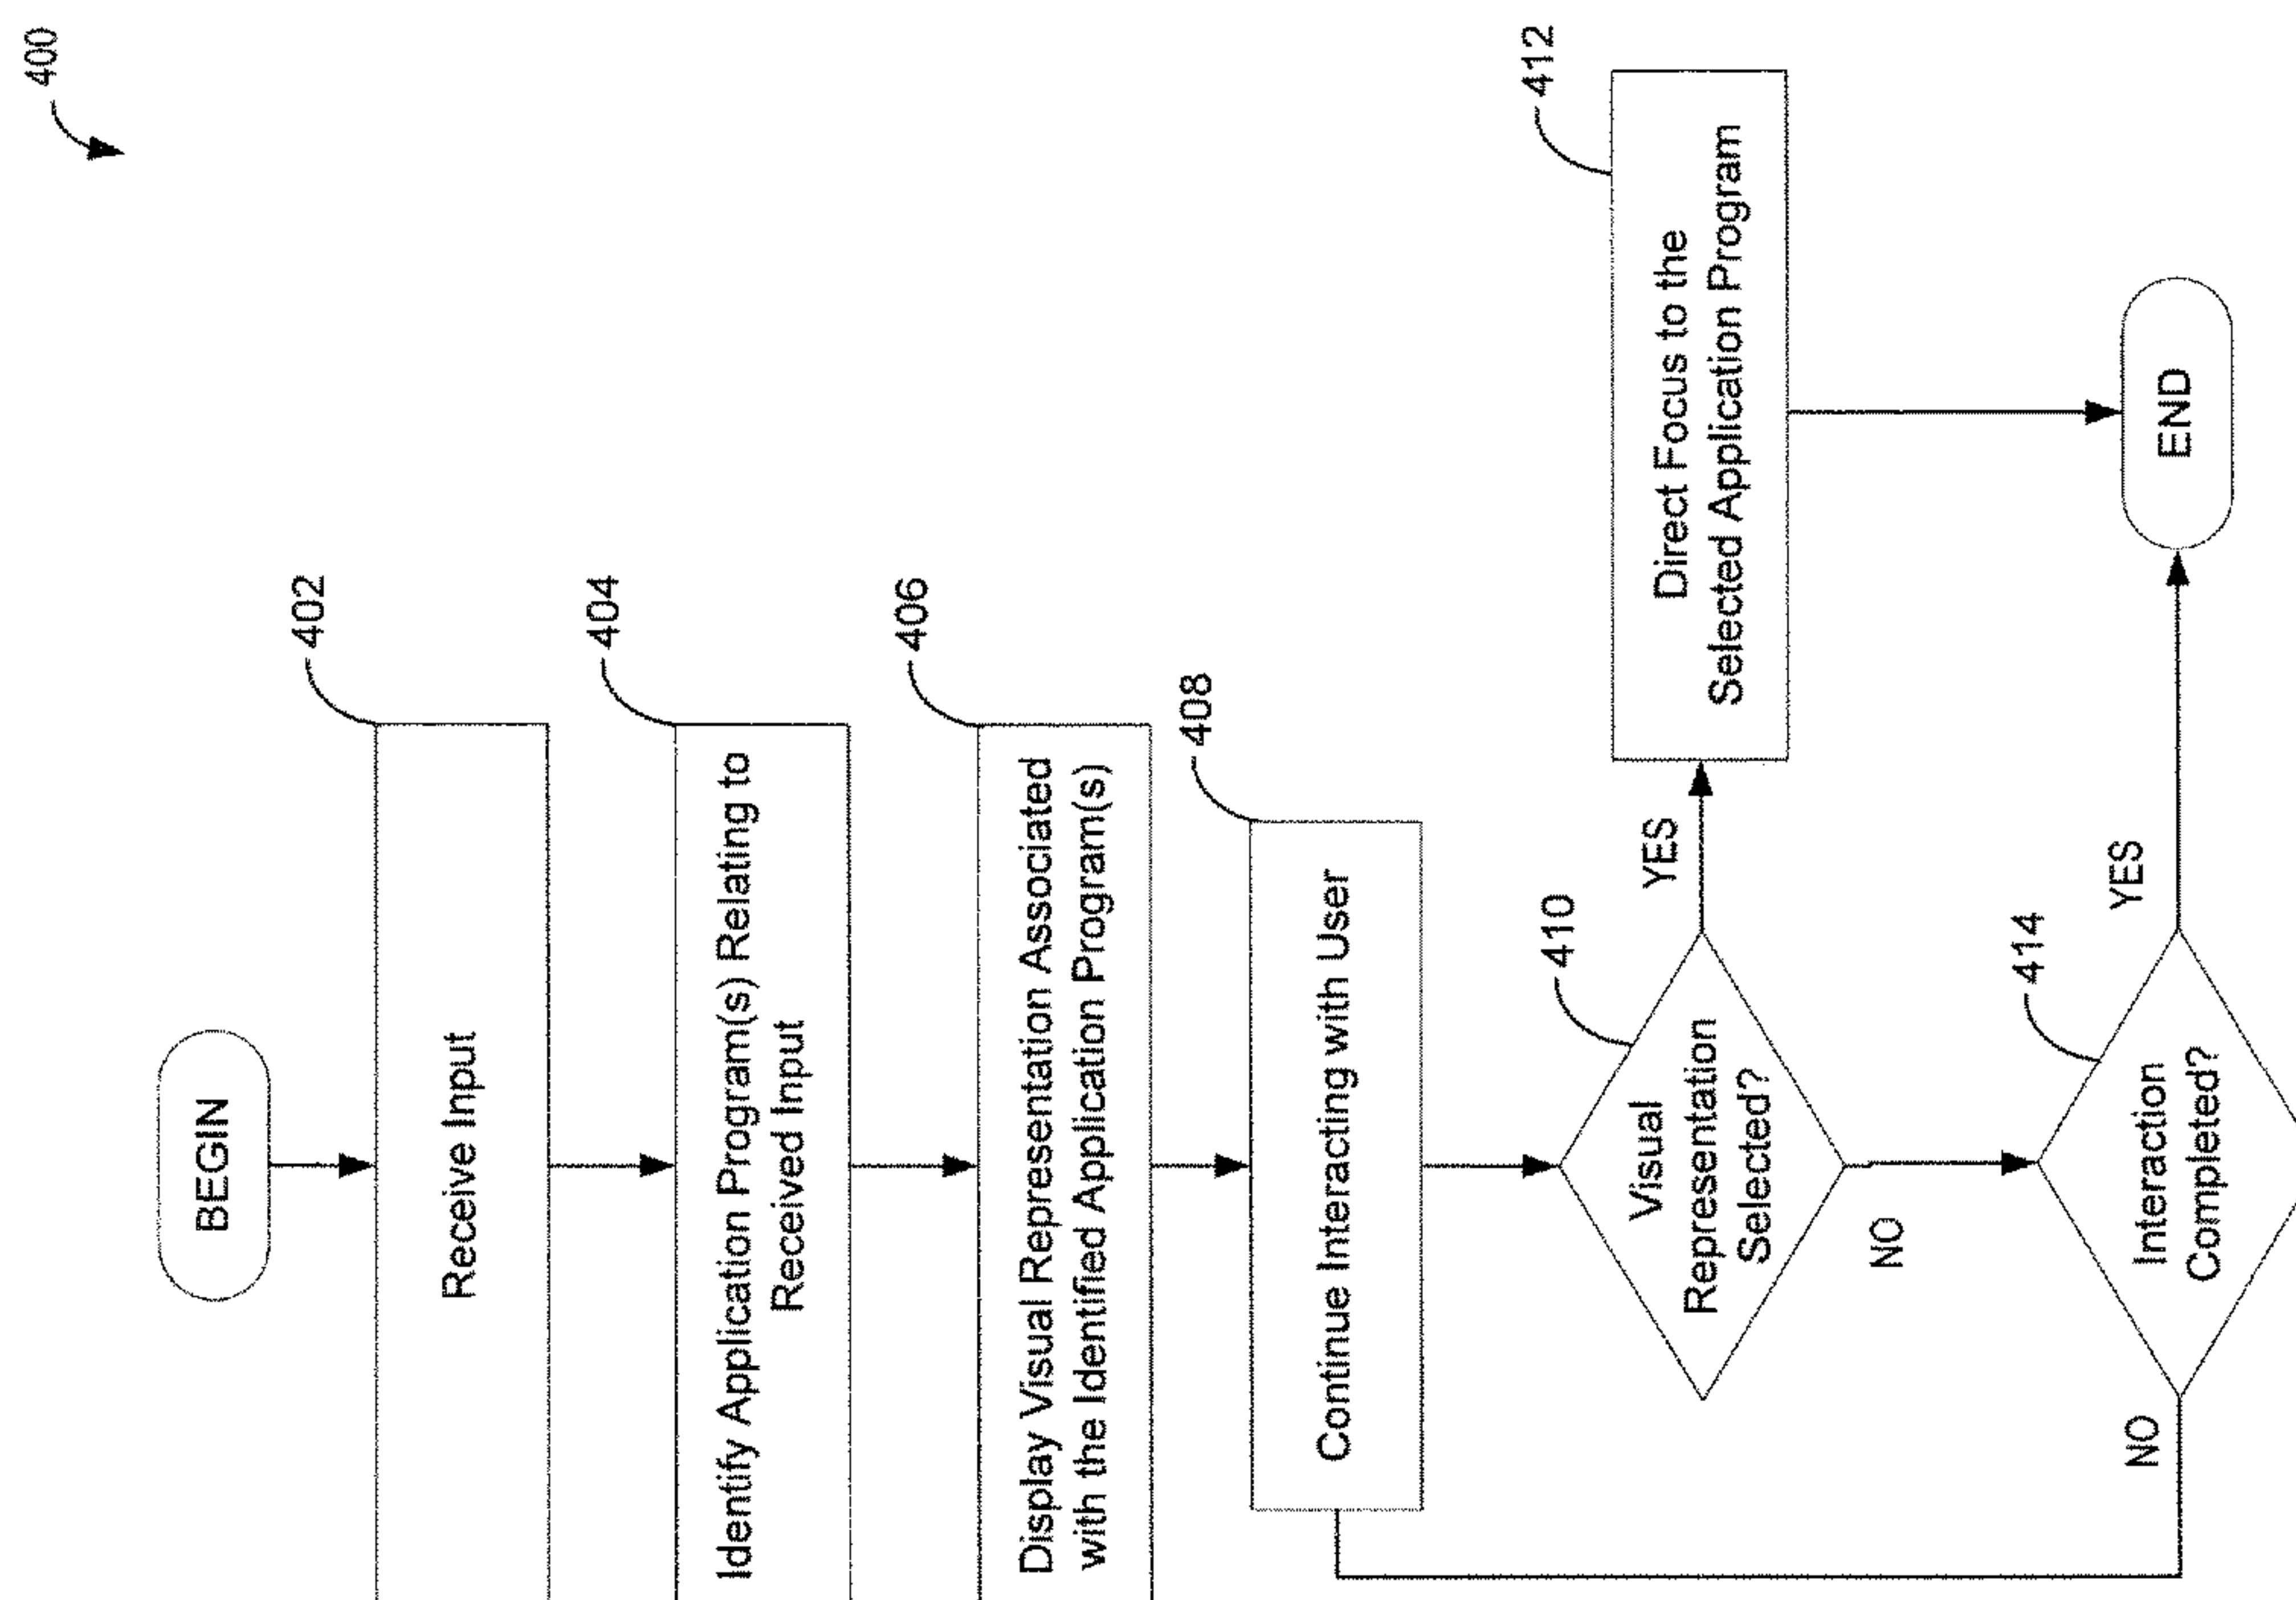 400
BEGIN
402
Receive Input
404
Identify Application Program(s) Relating to
Received Input
406
Display Visual Representation Associated
with the Identified Application Program(s)
408
Continue Interacting with User
410
Visual
Representation
Selected?
YES
412
Direct Focus to the
Selected Application Program
NO
414
Interaction
Completed?
YES
END
NO